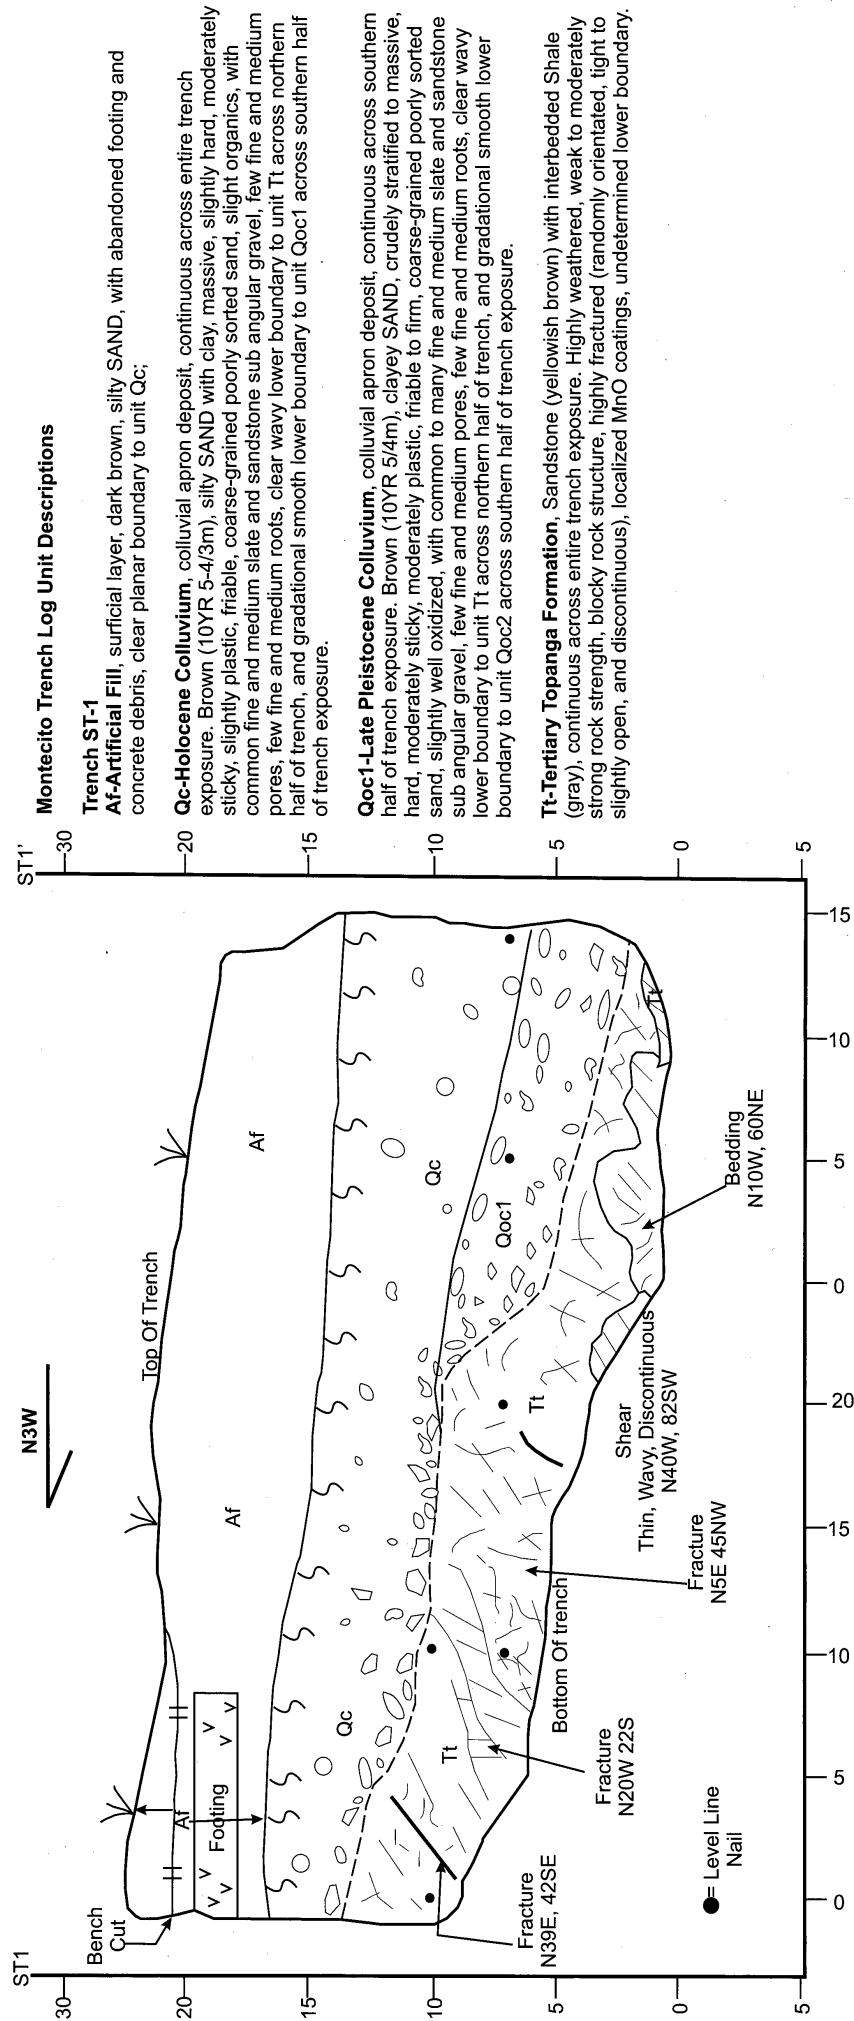 Montecito Trench Log Unit Descriptions
Trench ST-1
Af-Artificial Fill, surficial layer, dark brown, silty SAND, with abandoned footing and
concrete debris, clear planar boundary to unit Qc;
Qc-Holocene Colluvium, colluvial apron deposit, continuous across entire trench
exposure. Brown (10YR 5-4/3m), silty SAND with clay, massive, slightly hard, moderately
sticky, slightly plastic, friable, coarse-grained poorly sorted sand, slight organics, with
common fine and medium slate and sandstone sub angular gravel, few fine and medium
pores, few fine and medium roots, clear wavy lower boundary to unit Tt across northern
half of trench, and gradational smooth lower boundary to unit Qoc1 across southern half
of trench exposure.
Qoc1-Late Pleistocene Colluvium, colluvial apron deposit, continuous across southern
half of trench exposure. Brown (10YR 5/4m), clayey SAND, crudely stratified to massive,
hard, moderately sticky, moderately plastic, friable to firm, coarse-grained poorly sorted
sand, slightly well oxidized, with common to many fine and medium slate and sandstone
sub angular gravel, few fine and medium pores, few fine and medium roots, clear wavy
lower boundary to unit Tt across northern half of trench, and gradational smooth lower
boundary to unit Qoc2 across southern half of trench exposure.
Tt-Tertiary Topanga Formation, Sandstone (yellowish brown) with interbedded Shale
(gray), continuous across entire trench exposure. Highly weathered, weak to moderately
strong rock strength, blocky rock structure, highly fractured (randomly orientated, tight to
slightly open, and discontinuous), localized MnO coatings, undetermined lower boundary.
ST1
ST1'
N3W
30
20
15
10
5
0
5
30
20
15
10
5
0
5
0
5
10
15
20
0
5
10
15
Bench
Cut
Top Of Trench
Af
Footing
Af
Af
Qc
Qc
Qoc1
Tt
Tt
Tt
Bottom Of trench
Fracture
N39E, 42SE
Fracture
N20W 22S
Fracture
N5E 45NW
Shear
Thin, Wavy, Discontinuous
N40W, 82SW
Bedding
N10W, 60NE
= Level Line
Nail